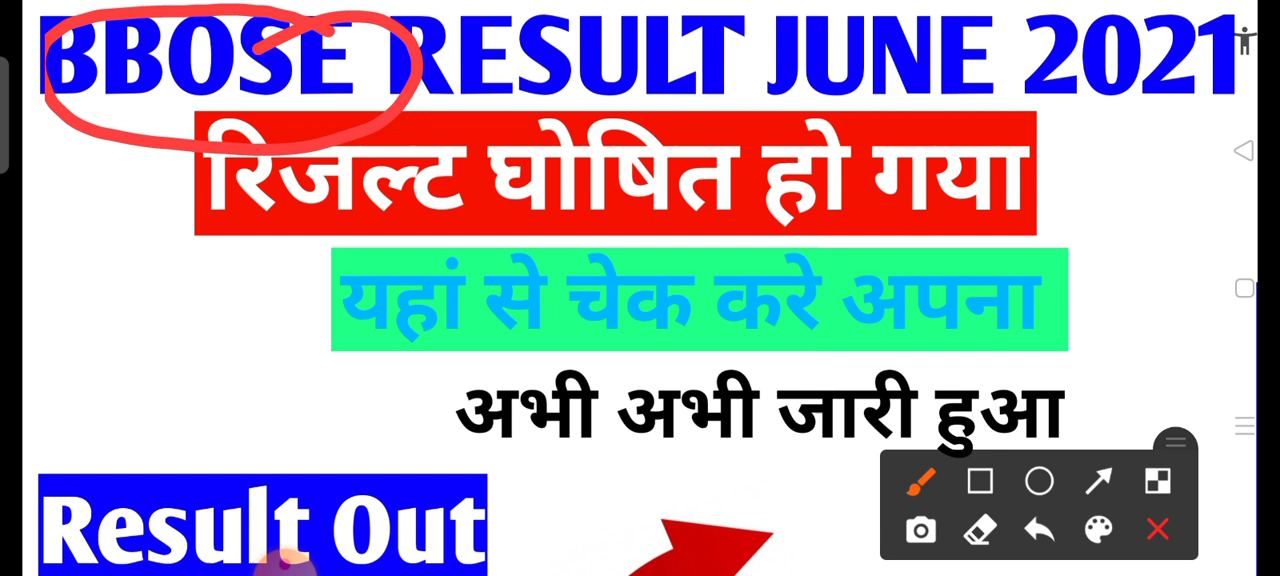 BBOSE RESULT JUNE 2021
रिजल्ट घोषित हो गया
यहां से चेक करे अपना
अभी अभी जारी हुआ
Result Out